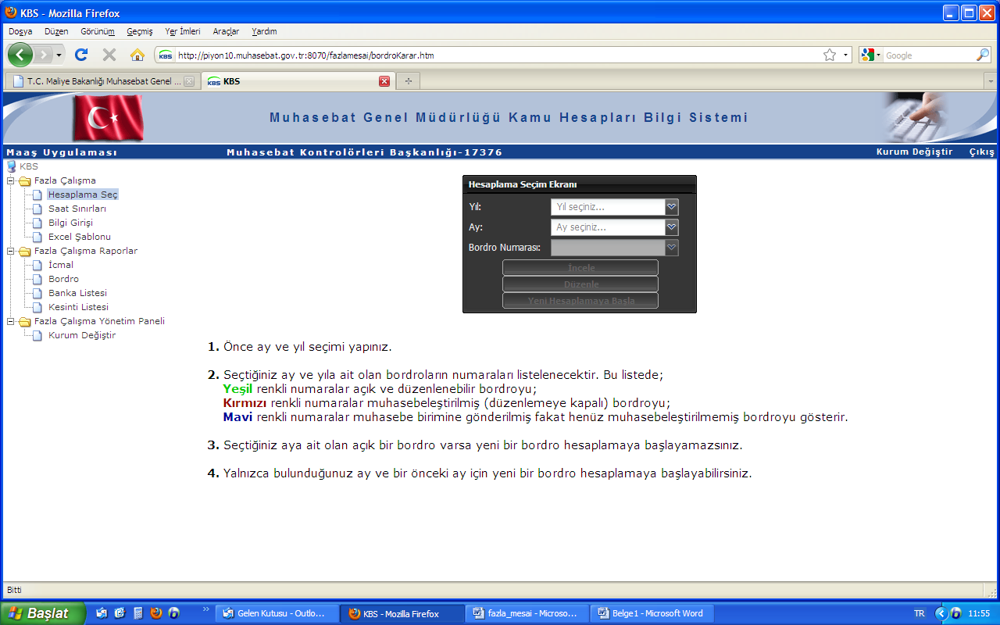 KBS - Mozilla Firefox
Dosya Düzen Görünüm Geçmiş Yer İmleri Araçlar Yardım
KBS http://piyon10.muhasebat.gov.tr:8070/fazlamesai/bordroKarar.htm Google
T.C. Maliye Bakanlığı Muhasebat Genel ... KBS KBS
Muhasebat Genel Müdürlüğü Kamu Hesapları Bilgi Sistemi
Maaş Uygulaması Muhasebat Kontrolörleri Başkanlığı-17376 Kurum Değiştir Çıkış
KBS
Fazla Çalışma
Hesaplama Seç
Saat Sınırları
Bilgi Girişi
Excel Şablonu
Fazla Çalışma Raporlar
İcmal
Bordro
Banka Listesi
Kesinti Listesi
Fazla Çalışma Yönetim Paneli
Kurum Değiştir
Hesaplama Seçim Ekranı
Yıl: Yıl seçiniz...
Ay: Ay seçiniz...
Bordro Numarası:
İncele
Düzenle
Yeni Hesaplamaya Başla
1. Önce ay ve yıl seçimi yapınız.
2. Seçtiğiniz ay ve yıla ait olan bordroların numaraları listelenecektir. Bu listede;
Yeşil renkli numaralar açık ve düzenlenebilir bordroyu;
Kırmızı renkli numaralar muhasebeleştirilmiş (düzenlemeye kapalı) bordroyu;
Mavi renkli numaralar muhasebe birimine gönderilmiş fakat henüz muhasebeleştirilmemiş bordroyu gösterir.
3. Seçtiğiniz aya ait olan açık bir bordro varsa yeni bir bordro hesaplamaya başlayamazsınız.
4. Yalnızca bulunduğunuz ay ve bir önceki ay için yeni bir bordro hesaplamaya başlayabilirsiniz.
Bitti
Başlat Gelen Kutusu - Outlo... KBS - Mozilla Firefox fazla_mesai - Microso... Belge1 - Microsoft Word TR 11:55